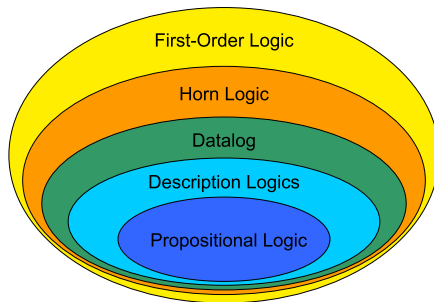 First-Order Logic
Horn Logic
Datalog
Description Logics
Propositional Logic